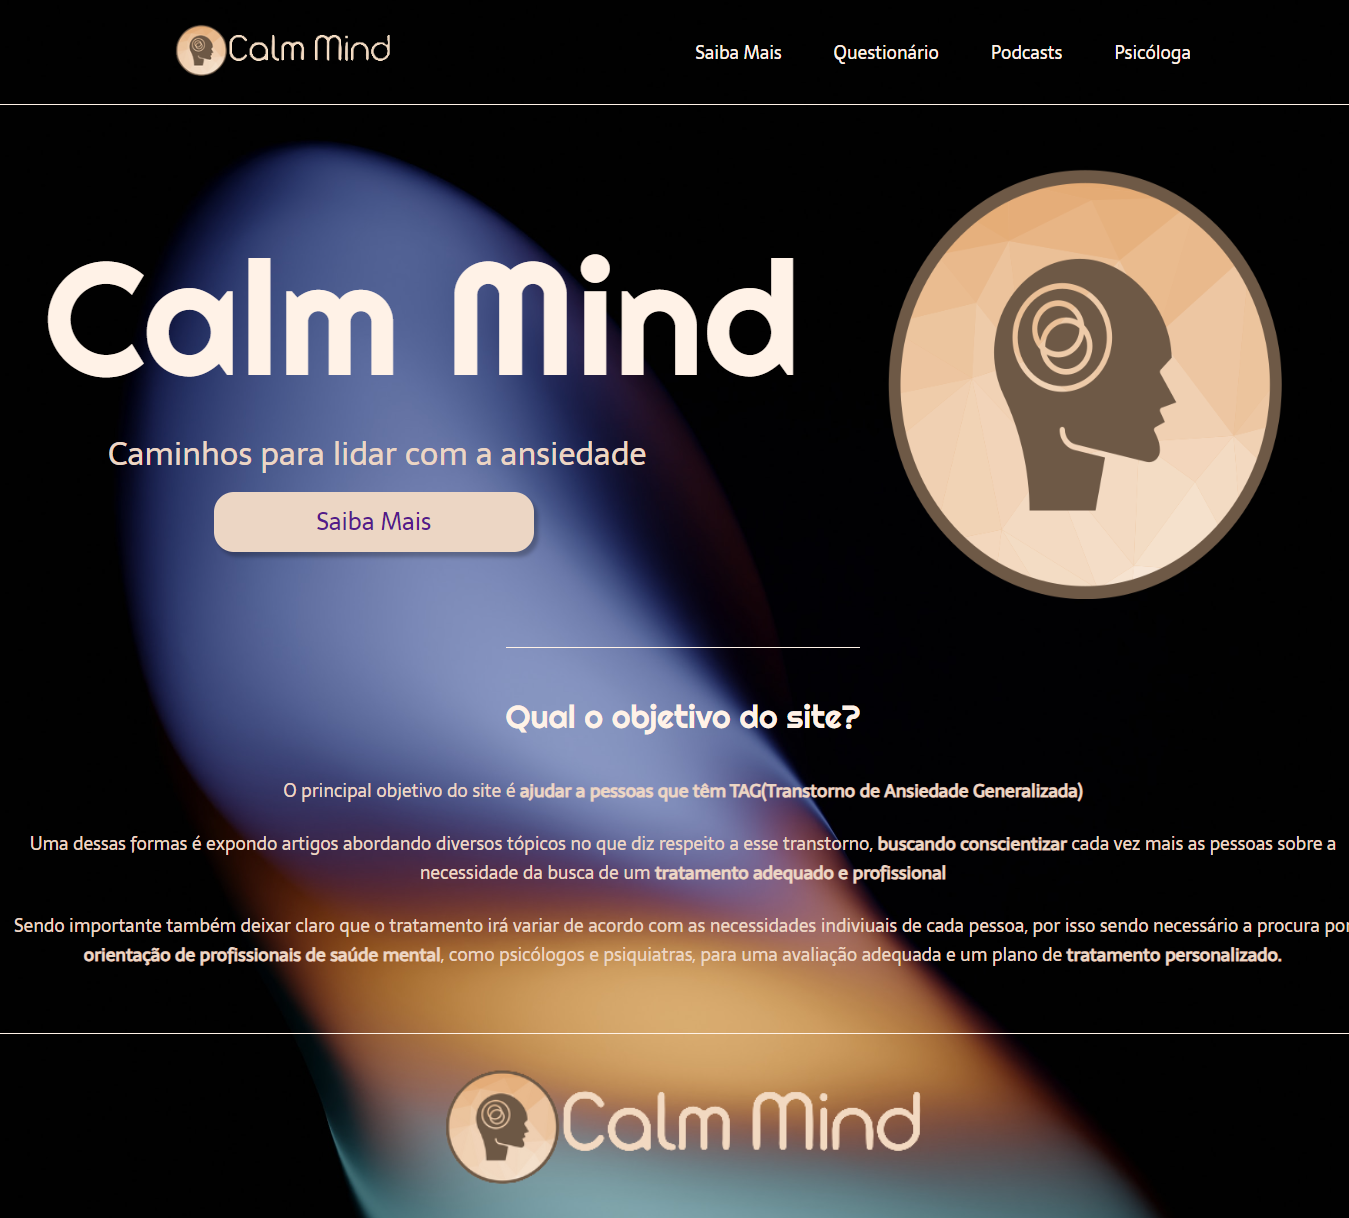 Calm Mind
Saiba Mais
Questionário
Podcasts
Psicóloga
Calm Mind
Caminhos para lidar com a ansiedade
Saiba Mais
Qual o objetivo do site?
O principal objetivo do site é ajudar a pessoas que têm TAG(Transtorno de Ansiedade Generalizada)
Uma dessas formas é expondo artigos abordando diversos tópicos no que diz respeito a esse transtorno, buscando conscientizar cada vez mais as pessoas sobre a
necessidade da busca de um tratamento adequado e profissional
Sendo importante também deixar claro que o tratamento irá variar de acordo com as necessidades indiviuais de cada pessoa, por isso sendo necessário a procura por
orientação de profissionais de saúde mental, como psicólogos e psiquiatras, para uma avaliação adequada e um plano de tratamento personalizado.
Calm Mind